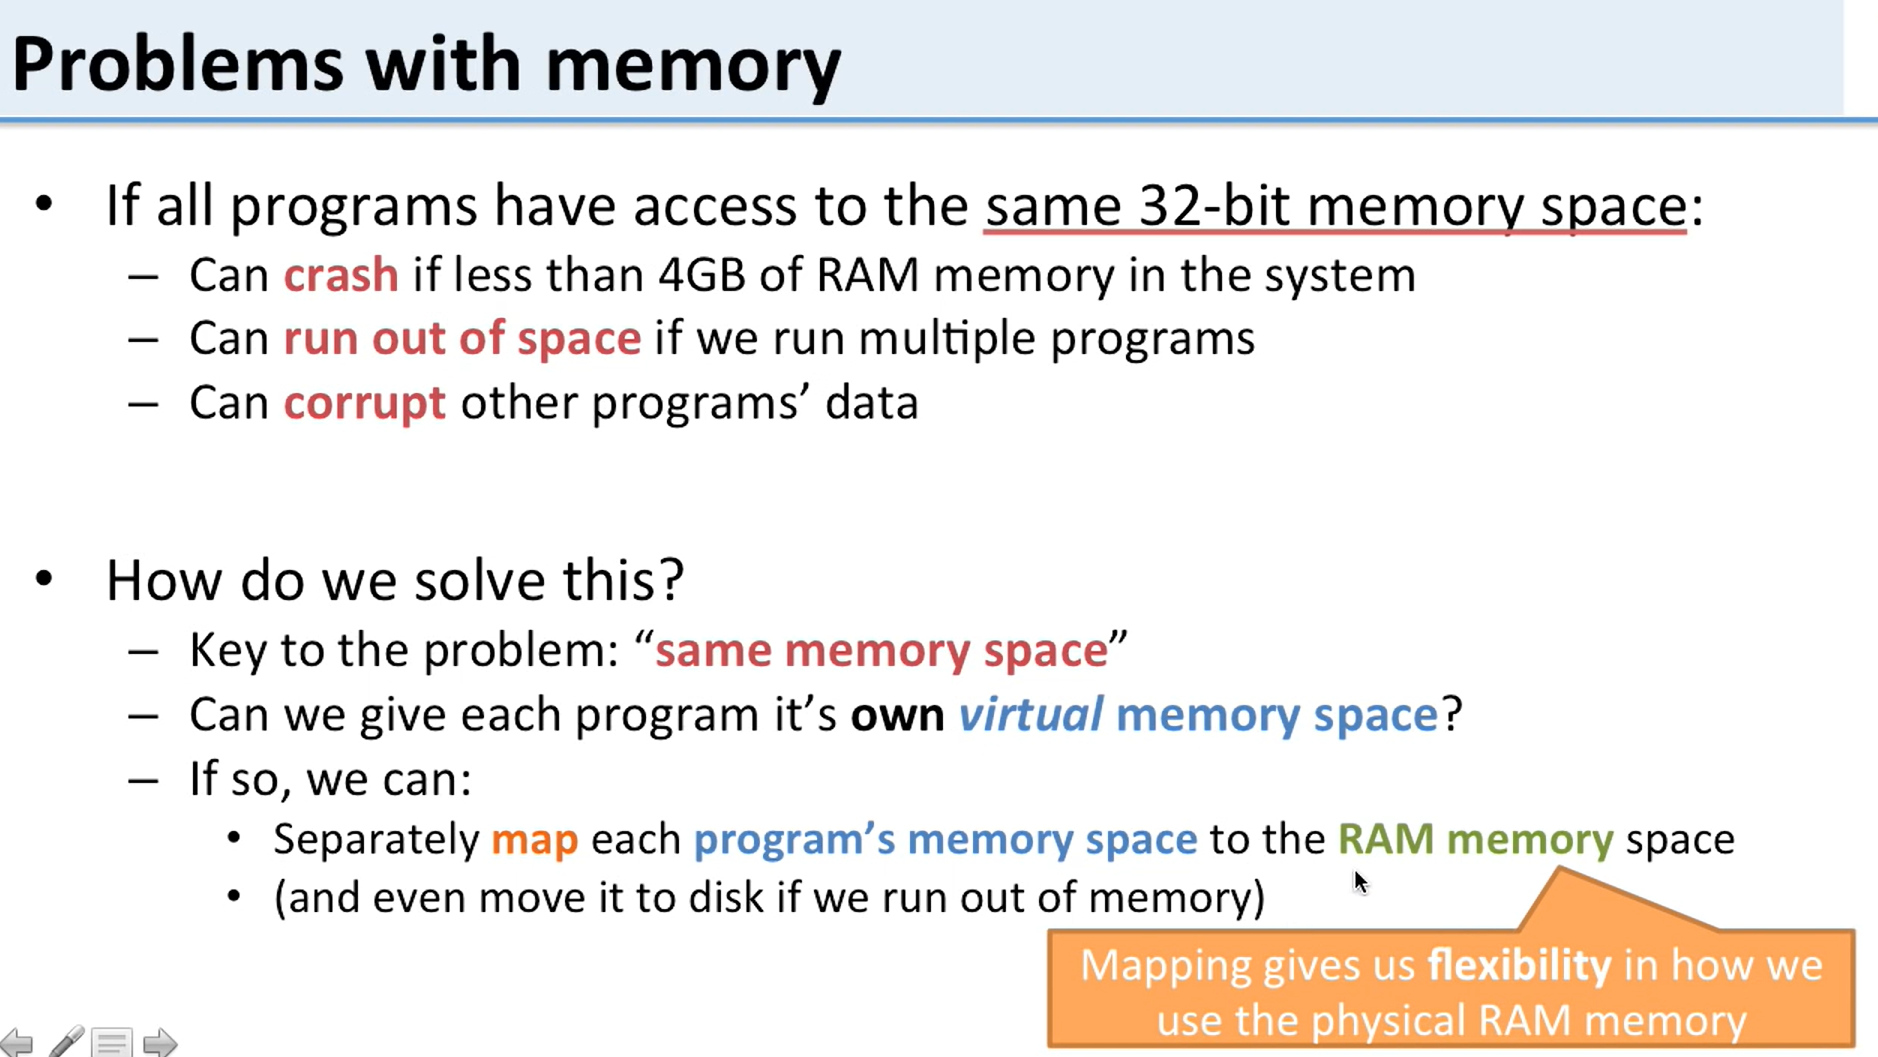 Problems with memory
• If all programs have access to the same 32-bit memory space:
– Can crash if less than 4GB of RAM memory in the system
– Can run out of space if we run multiple programs
– Can corrupt other programs’ data
• How do we solve this?
– Key to the problem: “same memory space”
– Can we give each program it’s own virtual memory space?
– If so, we can:
• Separately map each program’s memory space to the RAM memory space
• (and even move it to disk if we run out of memory)
Mapping gives us flexibility in how we
use the physical RAM memory